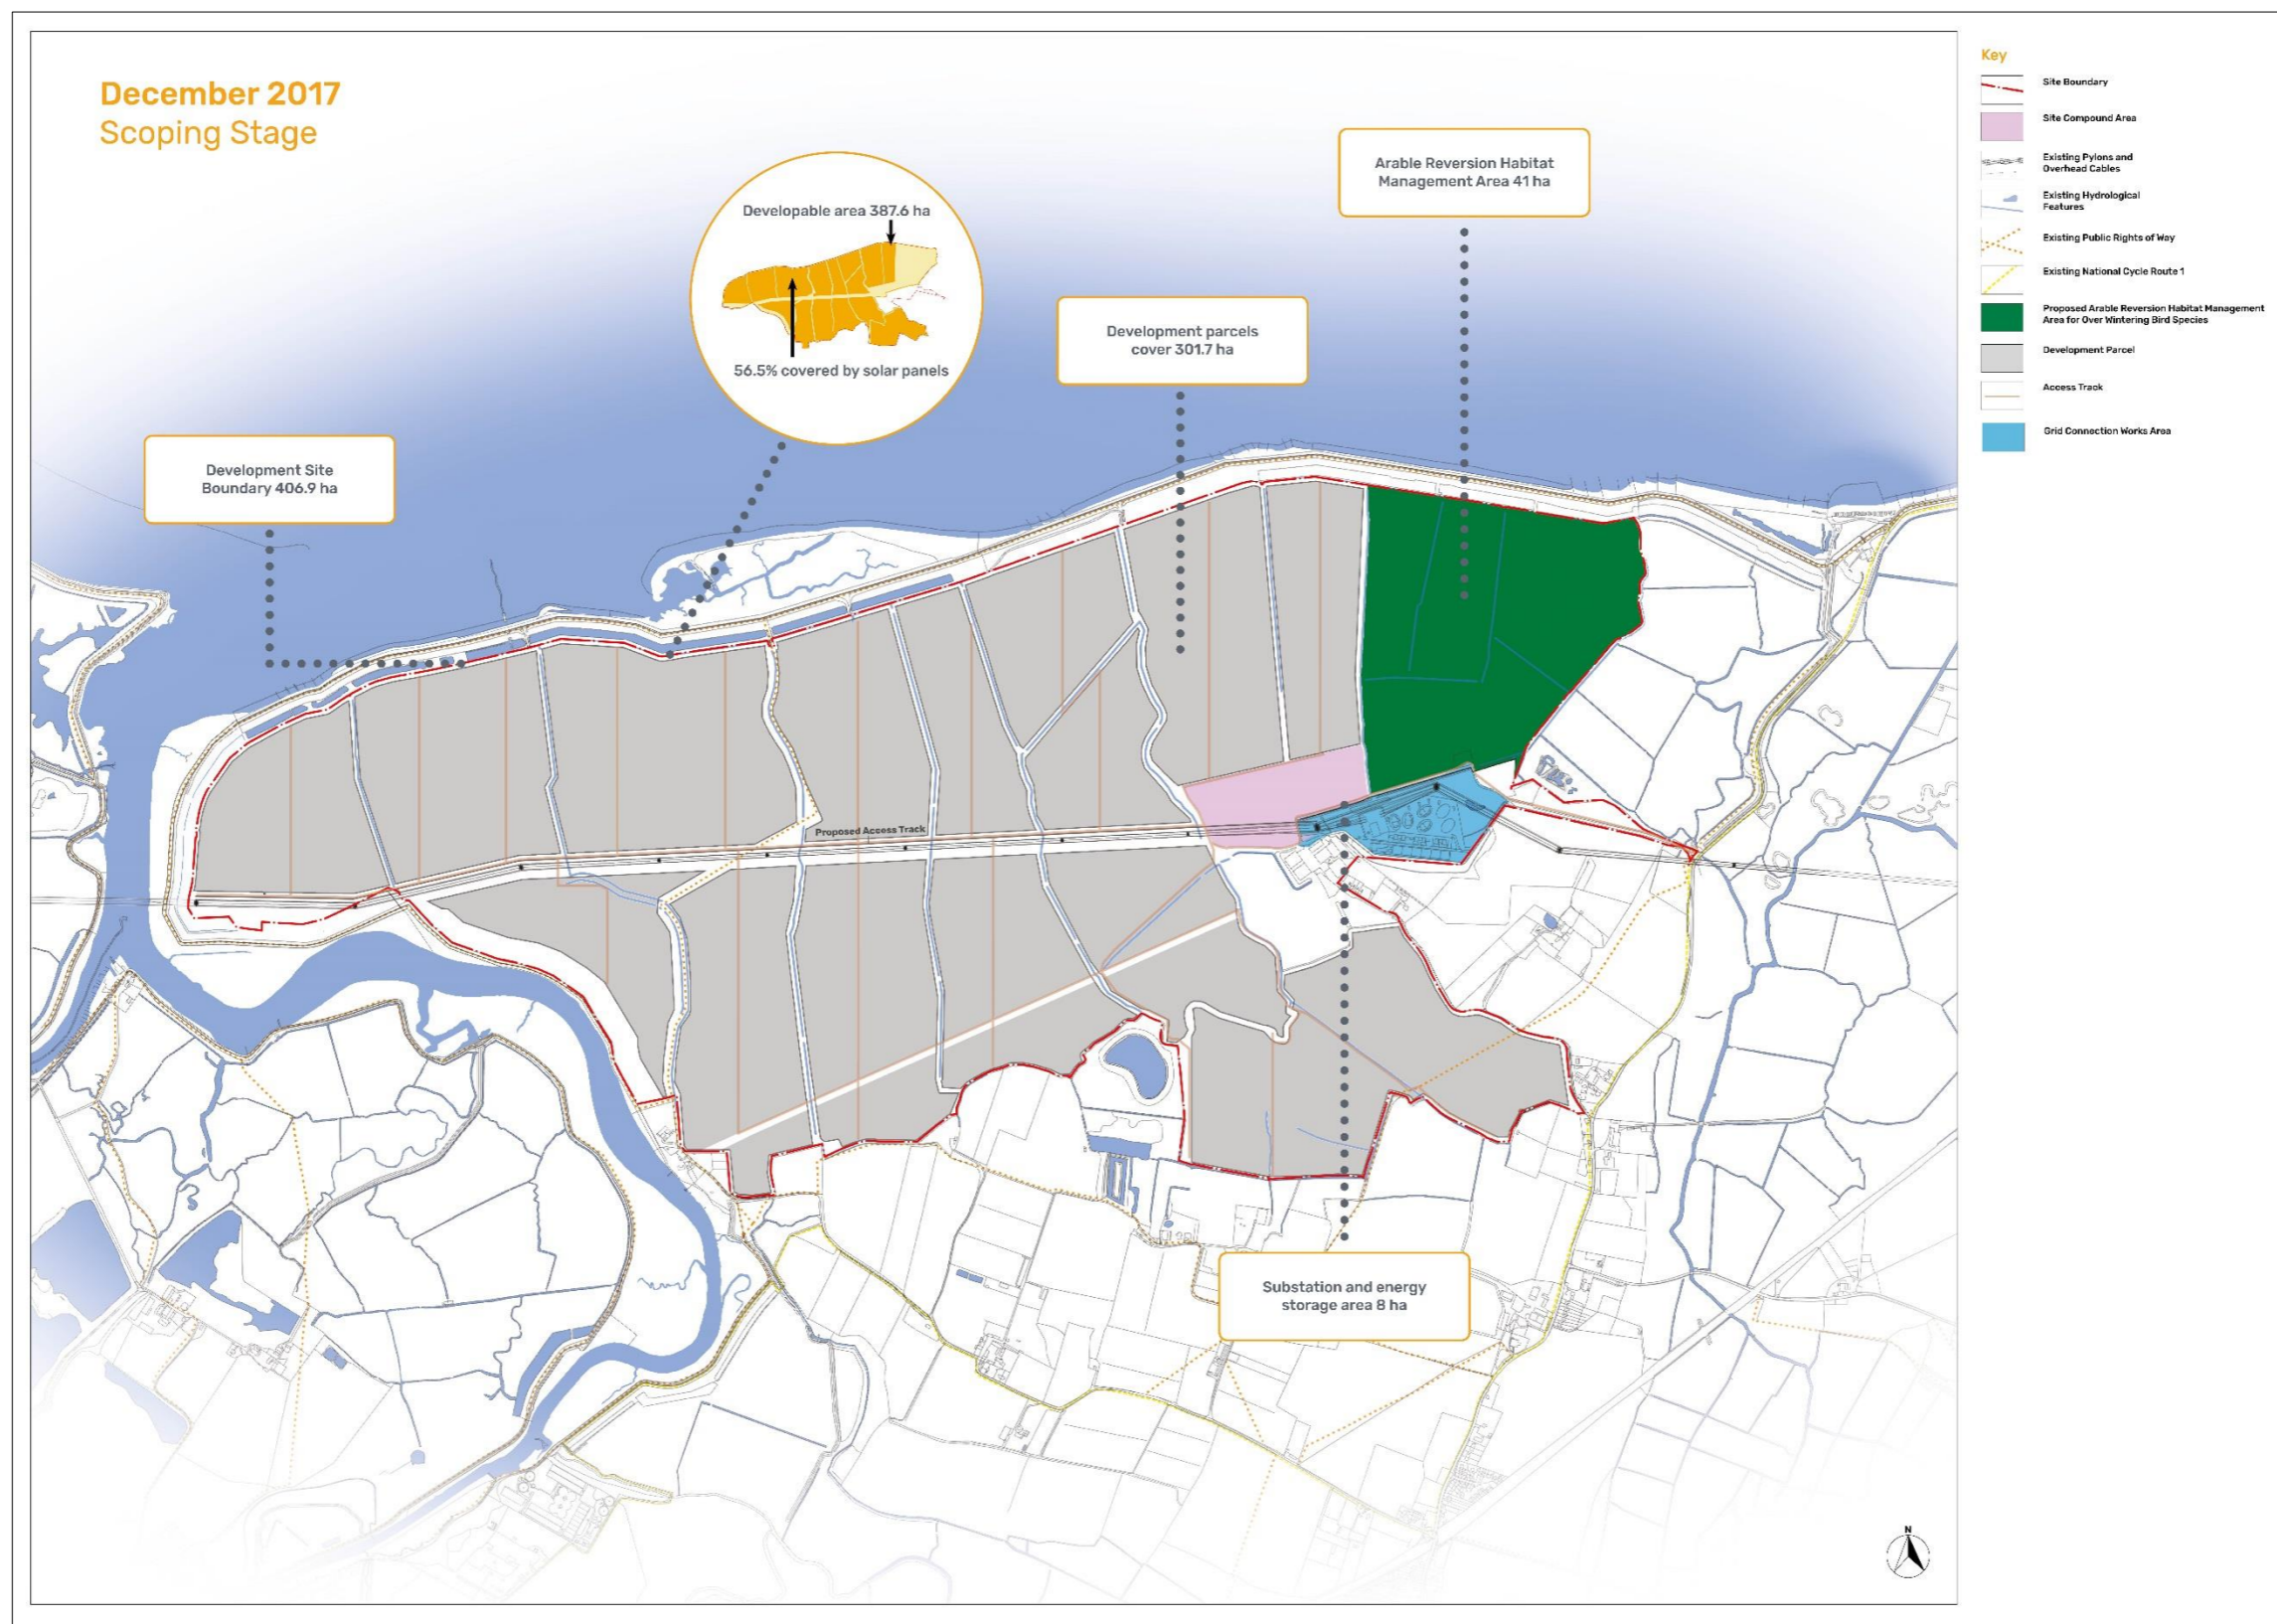 December 2017
Scoping Stage
Developable area 387.6 ha
56.5% covered by solar panels
Arable Reversion Habitat
Management Area 41 ha
Development parcels
cover 301.7 ha
Development Site
Boundary 406.9 ha
Proposed Access Track
Substation and energy
storage area 8 ha
N
Key
Site Boundary
Site Compound Area
Existing Pylons and
Overhead Cables
Existing Hydrological
Features
Existing Public Rights of Way
Existing National Cycle Route 1
Proposed Arable Reversion Habitat Management
Area for Over Wintering Bird Species
Development Parcel
Access Track
Grid Connection Works Area